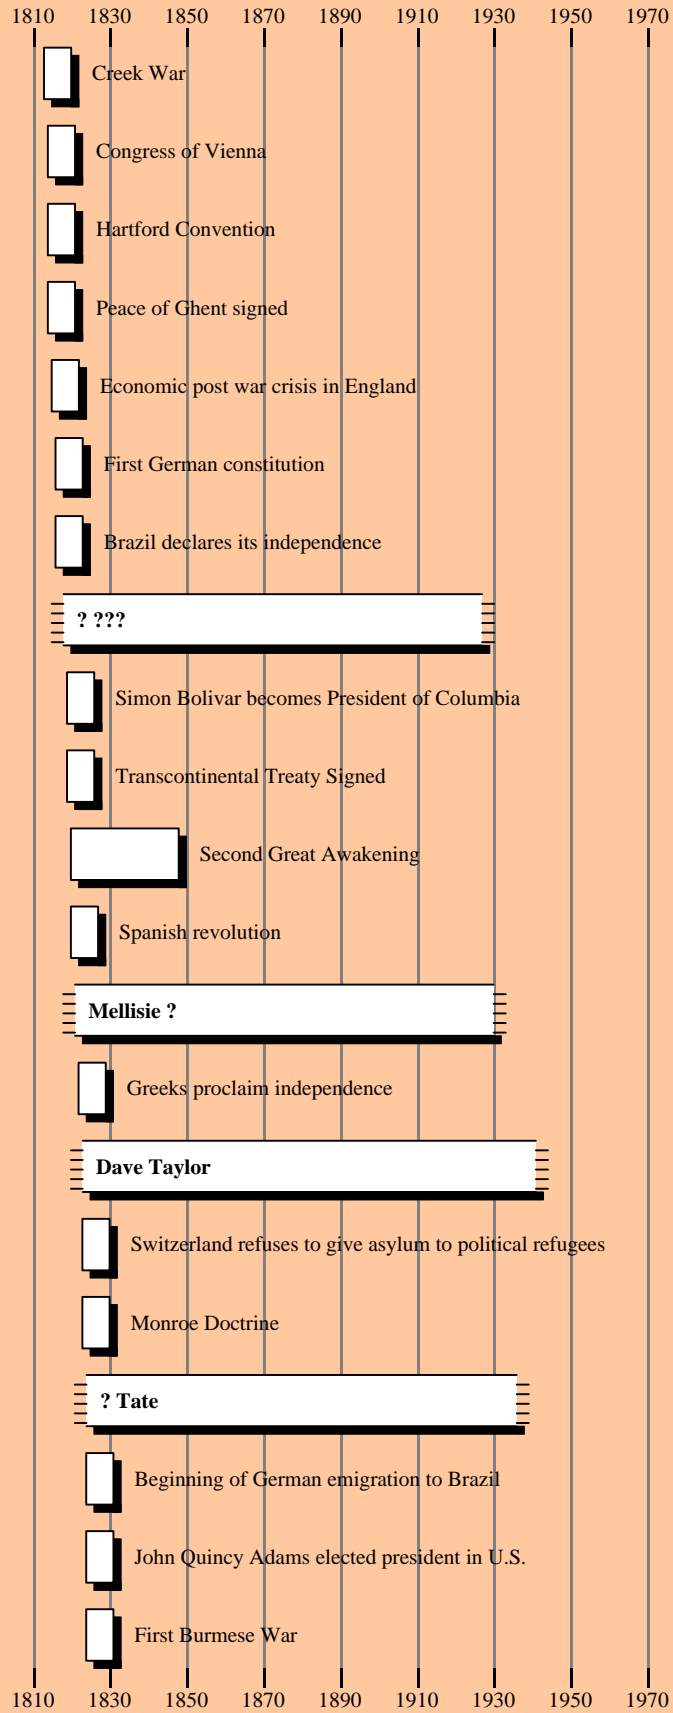 1810 1830 1850 1870 1890 1910 1930 1950 1970
Creek War
Congress of Vienna
Hartford Convention
Peace of Ghent signed
Economic post war crisis in England
First German constitution
Brazil declares its independence
? ???
Simon Bolivar becomes President of Columbia
Transcontinental Treaty Signed
Second Great Awakening
Spanish revolution
Mellisie ?
Greeks proclaim independence
Dave Taylor
Switzerland refuses to give asylum to political refugees
Monroe Doctrine
? Tate
Beginning of German emigration to Brazil
John Quincy Adams elected president in U.S.
First Burmese War
1810 1830 1850 1870 1890 1910 1930 1950 1970